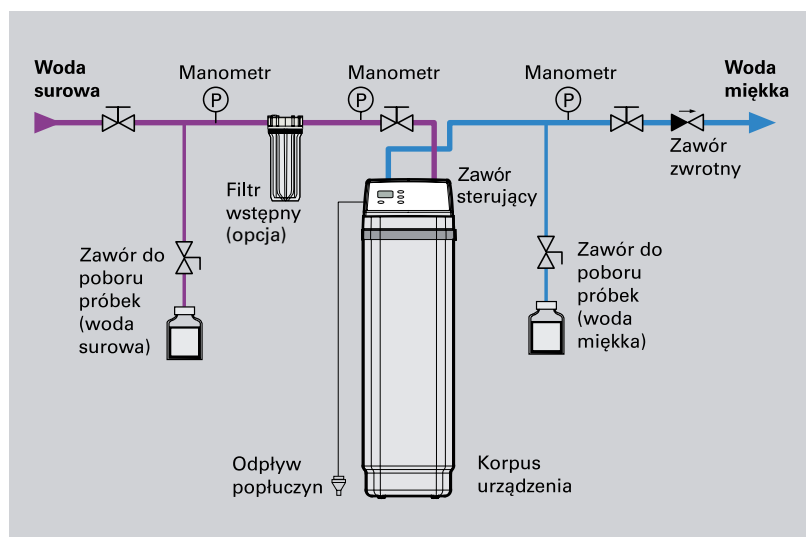 Woda
surowa
Manometr
P
Manometr
P
Manometr
P
Woda
miękka
Zawór
zwrotny
Filtr
wstępny
(opcja)
Zawór
sterujący
Zawór do
poboru
próbek
(woda
surowa)
Zawór do
poboru
próbek
(woda
miękka)
Odpływ
popłuczyn
Korpus
urządzenia